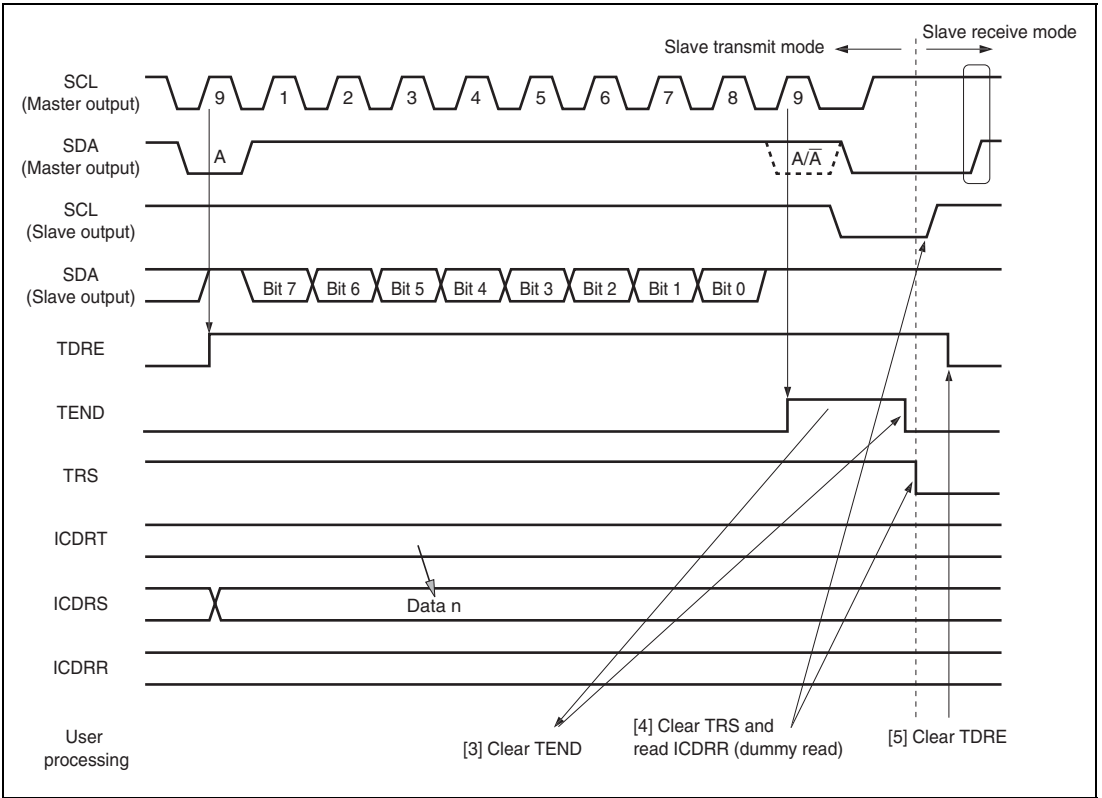 Slave transmit mode
Slave receive mode
SCL
(Master output)
9 1 2 3 4 5 6 7 8 9
SDA
(Master output)
A
A/A̅
SCL
(Slave output)
SDA
(Slave output)
Bit 7 Bit 6 Bit 5 Bit 4 Bit 3 Bit 2 Bit 1 Bit 0
TDRE
TEND
TRS
ICDRT
ICDRS
Data n
ICDRR
User
processing
[3] Clear TEND
[4] Clear TRS and
read ICDRR (dummy read)
[5] Clear TDRE